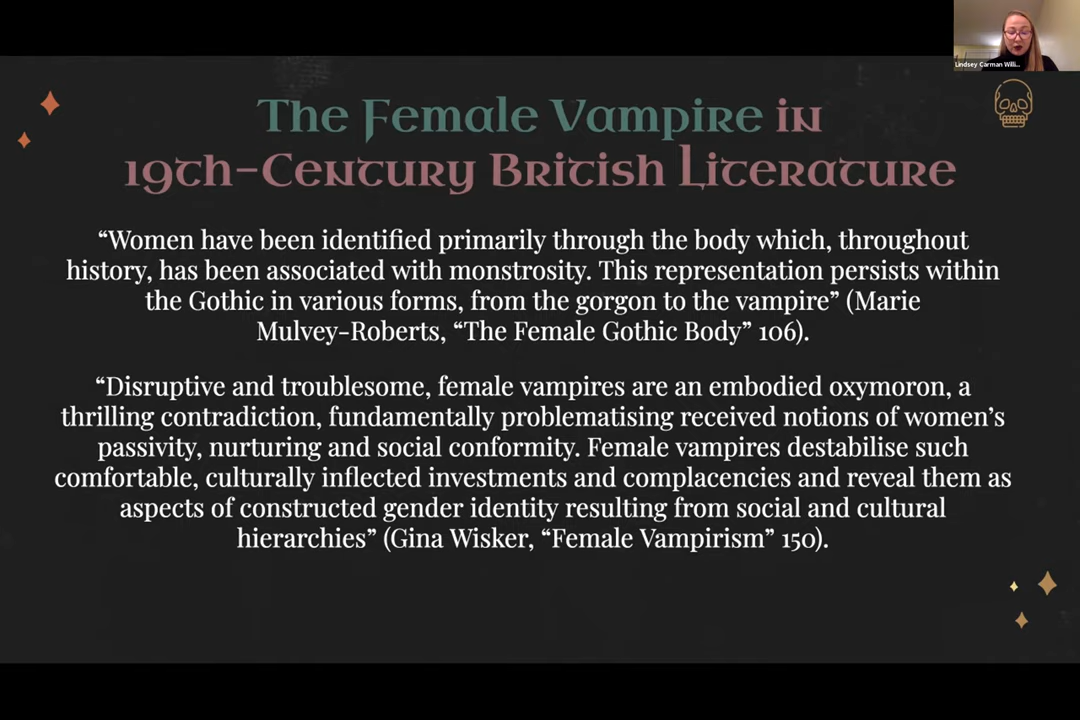 Lindsey Carman Willi...
The Female Vampire in
19th-Century British Literature
“Women have been identified primarily through the body which, throughout
history, has been associated with monstrosity. This representation persists within
the Gothic in various forms, from the gorgon to the vampire” (Marie
Mulvey-Roberts, “The Female Gothic Body” 106).
“Disruptive and troublesome, female vampires are an embodied oxymoron, a
thrilling contradiction, fundamentally problematising received notions of women’s
passivity, nurturing and social conformity. Female vampires destabilise such
comfortable, culturally inflected investments and complacencies and reveal them as
aspects of constructed gender identity resulting from social and cultural
hierarchies” (Gina Wisker, “Female Vampirism” 150).